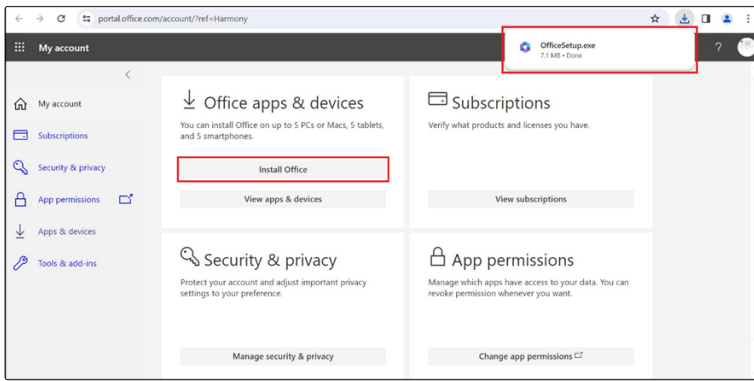 portal.office.com/account/?ref=Harmony
My account
OfficeSetup.exe
7.1 MB • Done
?
My account
Subscriptions
Security & privacy
App permissions
Apps & devices
Tools & add-ins
Office apps & devices
You can install Office on up to 5 PCs or Macs, 5 tablets,
and 5 smartphones.
Install Office
View apps & devices
Subscriptions
Verify what products and licenses you have.
View subscriptions
Security & privacy
Protect your account and adjust important privacy
settings to your preference.
Manage security & privacy
App permissions
Manage which apps have access to your data. You can
revoke permission whenever you want.
Change app permissions